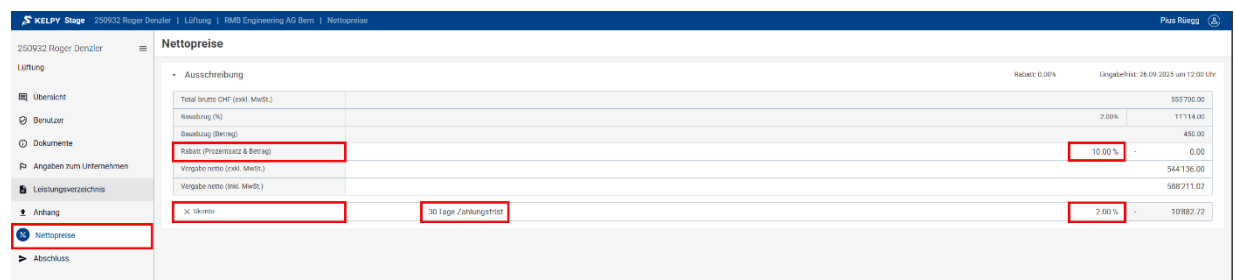 KELPY Stage 250932 Roger Denzler | Lüftung | RMB Engineering AG Bern | Nettopreise Pius Rüegg
250932 Roger Denzler
Lüftung
Übersicht
Benutzer
Dokumente
Angaben zum Unternehmen
Leistungsverzeichnis
Anhang
Nettopreise
Abschluss
Nettopreise
Ausschreibung Rabatt: 0.00% Eingabefrist: 26.09.2025 um 12:00 Uhr
Total brutto CHF (exkl. MwSt.) 555'700.00
Bauabzug (%) 2.00% 11'114.00
Bauabzug (Betrag) 450.00
Rabatt (Prozentsatz & Betrag) 10.00 % - 0.00
Vergabe netto (exkl. MwSt.) 544'136.00
Vergabe netto (inkl. MwSt.) 588'211.02
Skonto 30 Tage Zahlungsfrist 2.00 % - 10'882.72